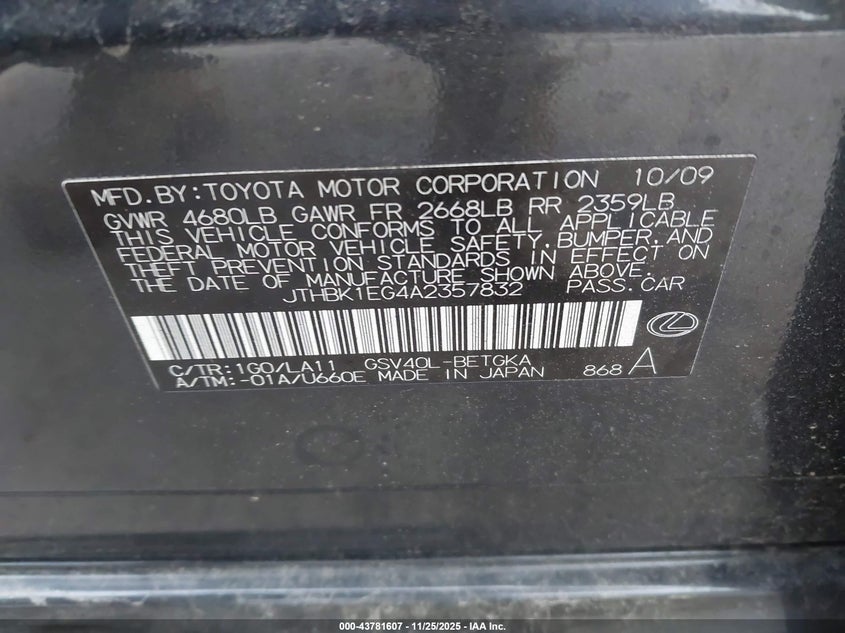 MFD.BY:TOYOTA MOTOR CORPORATION 10/09
GVWR 4680LB GAWR FR 2668LB RR 2359LB
THIS VEHICLE CONFORMS TO ALL APPLICABLE
FEDERAL MOTOR VEHICLE SAFETY,BUMPER,AND
THEFT PREVENTION STANDARDS IN EFFECT ON
THE DATE OF MANUFACTURE SHOWN ABOVE.
JTHBK1EG4A2357832 PASS.CAR
C/TR:1G0/LA11 GSV40L-BETGKA
A/TM:-01A/U660E MADE IN JAPAN 868 A
000-43781607 - 11/25/2025 - IAA Inc.